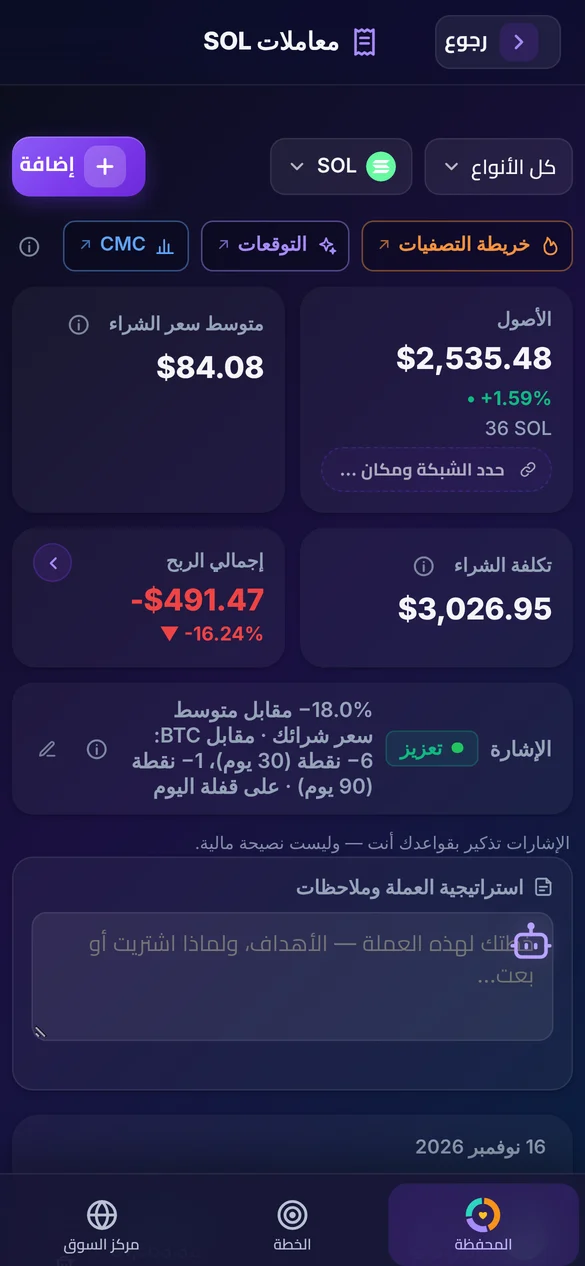 رجوع
معاملات SOL
كل الأنواع
SOL
إضافة
خريطة التصفيات
التوقعات
CMC
الأصول
$2,535.48
+1.59% •
36 SOL
حدد الشبكة ومكان ...
متوسط سعر الشراء
$84.08
تكلفة الشراء
$3,026.95
إجمالي الربح
-$491.47
▼ -16.24%
الإشارة
تعزيز
−18.0% مقابل متوسط
سعر شرائك · مقابل BTC:
−6 نقطة (30 يوم)، −1 نقطة
(90 يوم) · على قفلة اليوم
الإشارات تذكير بقواعدك أنت — وليست نصيحة مالية.
استراتيجية العملة وملاحظات
لهذه العملة — الأهداف، ولماذا اشتريت أو
بعت...
16 نوفمبر 2026
المحفظة
الخطة
مركز السوق